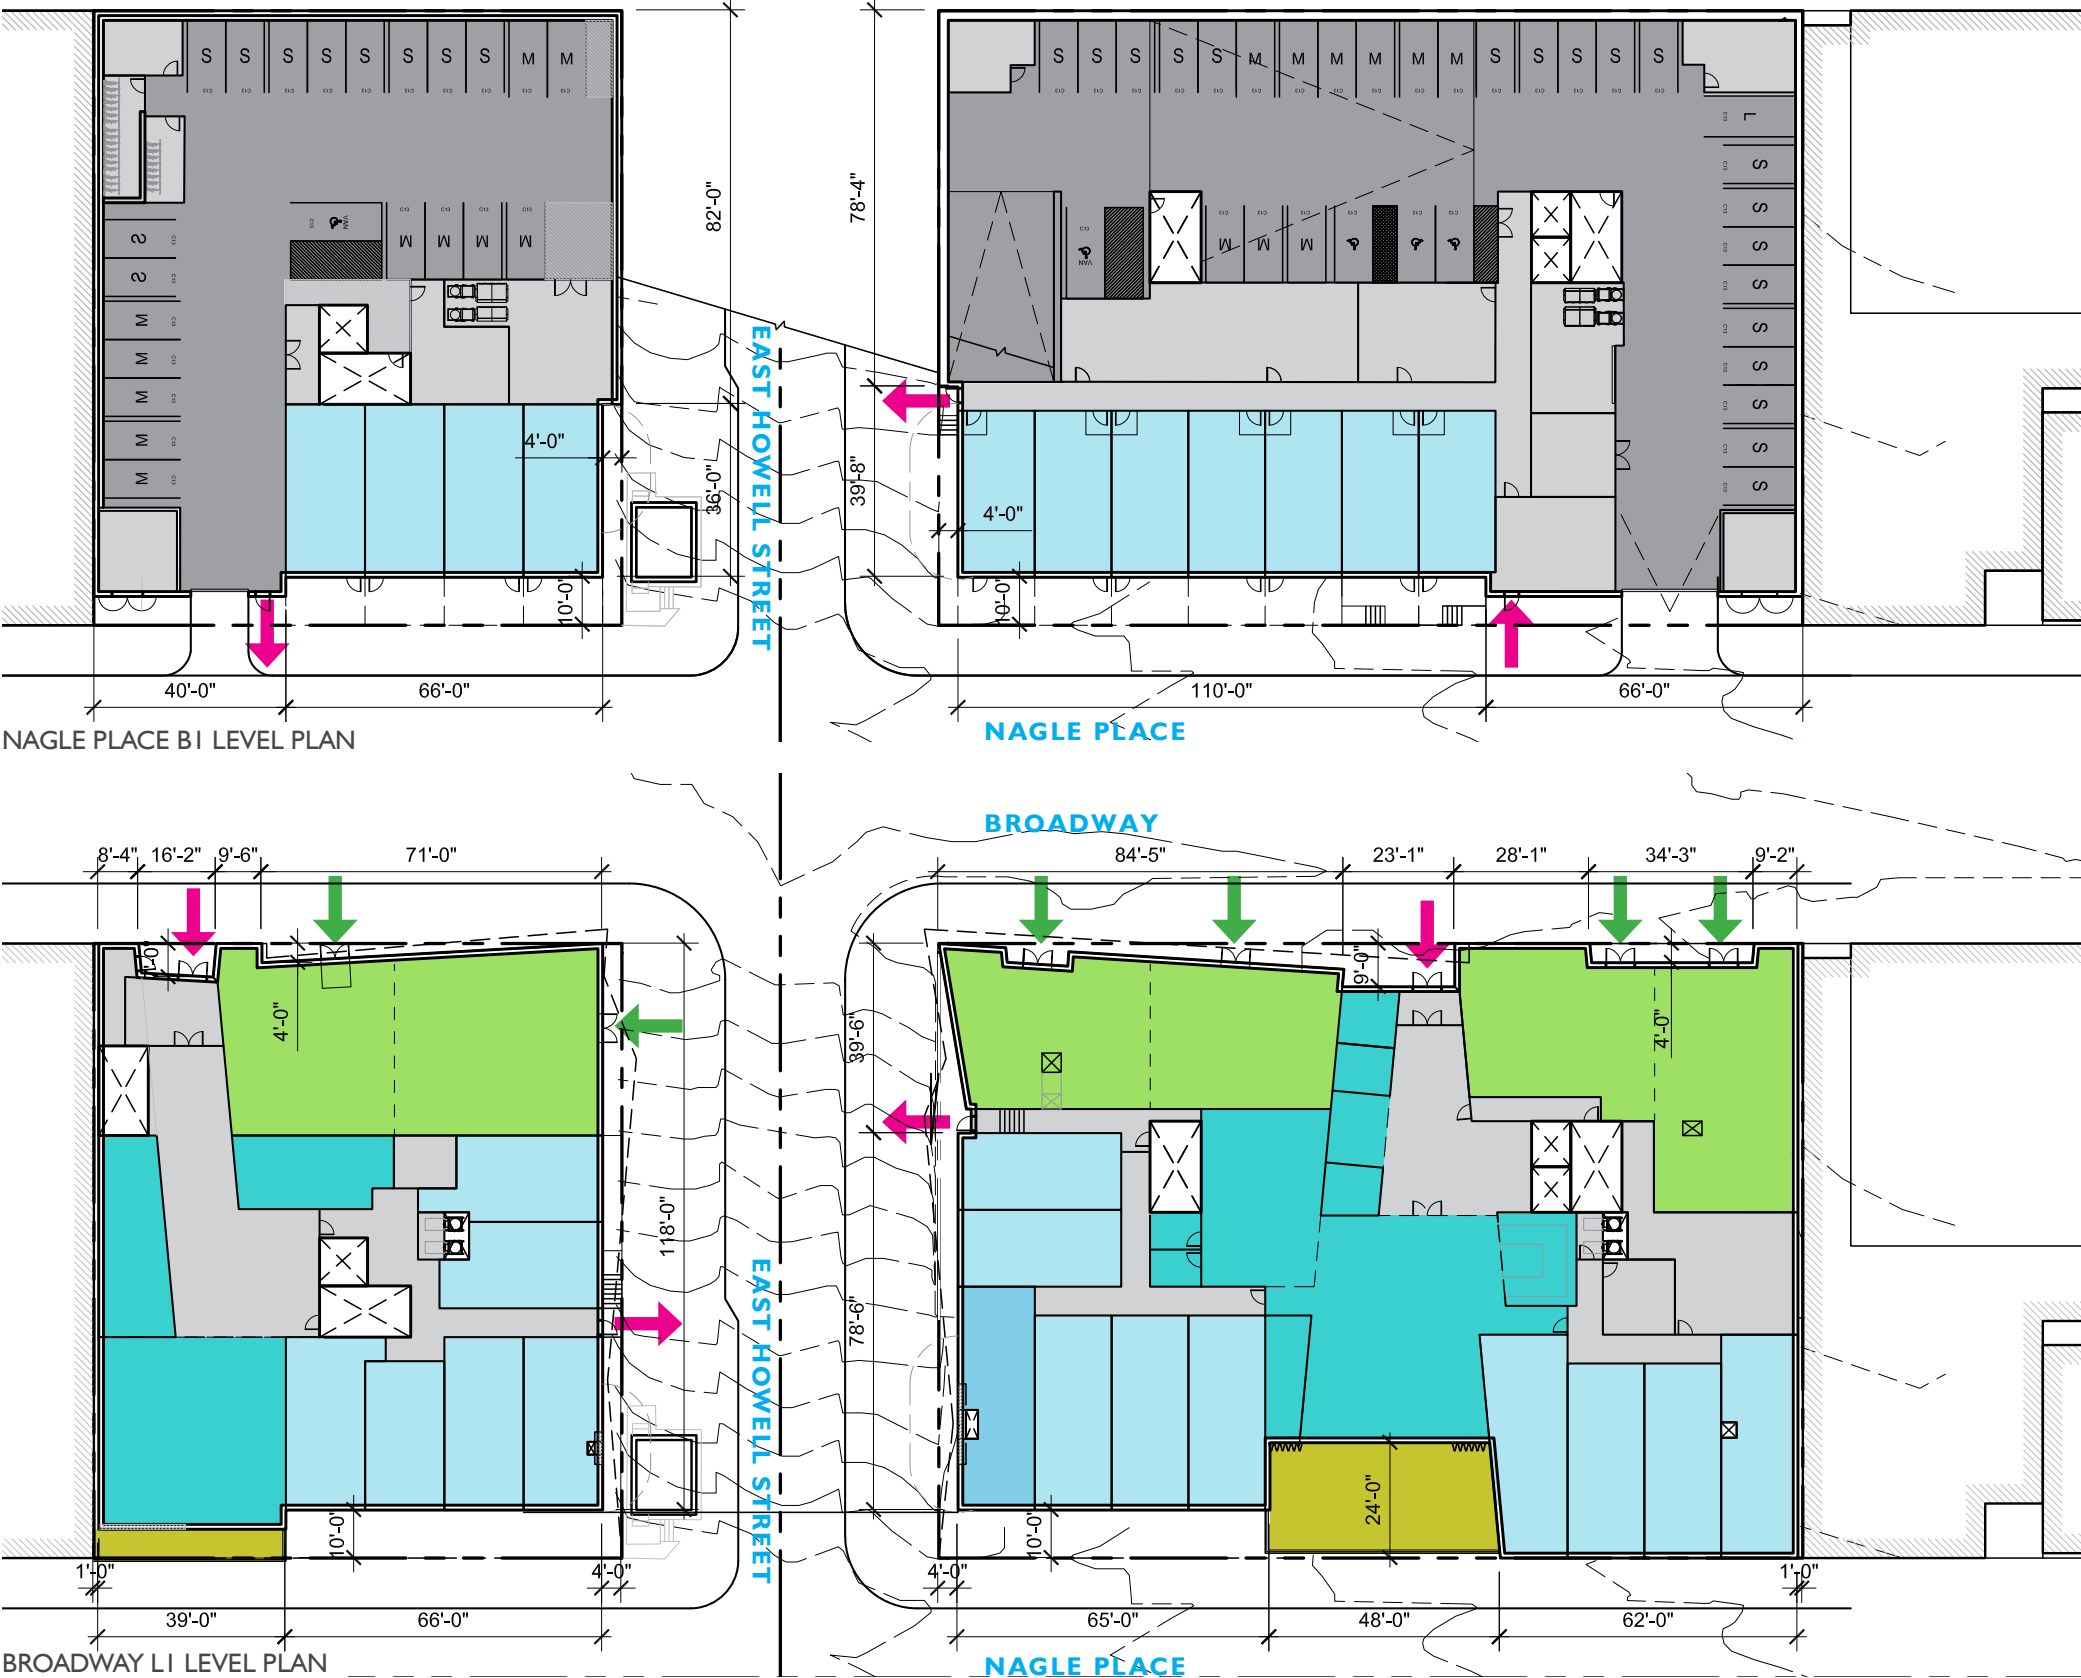 S S S S S S S S M M
S S S S S M M M M M M S S S S S
L
S
S
S
S
S
S
S
S
S
82'-0"
78'-4"
VAN
M M M M
VAN
M M M
S
S
M
M
M
M
M
EAST HOWELL STREET
4'-0"
36'-0"
39'-8"
4'-0"
10'-0"
10'-0"
40'-0" 66'-0" 110'-0" 66'-0"
NAGLE PLACE B1 LEVEL PLAN
NAGLE PLACE
BROADWAY
8'-4" 16'-2" 9'-6" 71'-0" 84'-5" 23'-1" 28'-1" 34'-3" 9'-2"
9'-0"
4'-0"
39'-6"
4'-0"
118'-0"
78'-6"
EAST HOWELL STREET
24'-0"
10'-0"
10'-0"
1'-0" 4'-0" 4'-0" 1'-0"
39'-0" 66'-0" 65'-0" 48'-0" 62'-0"
BROADWAY L1 LEVEL PLAN
NAGLE PLACE